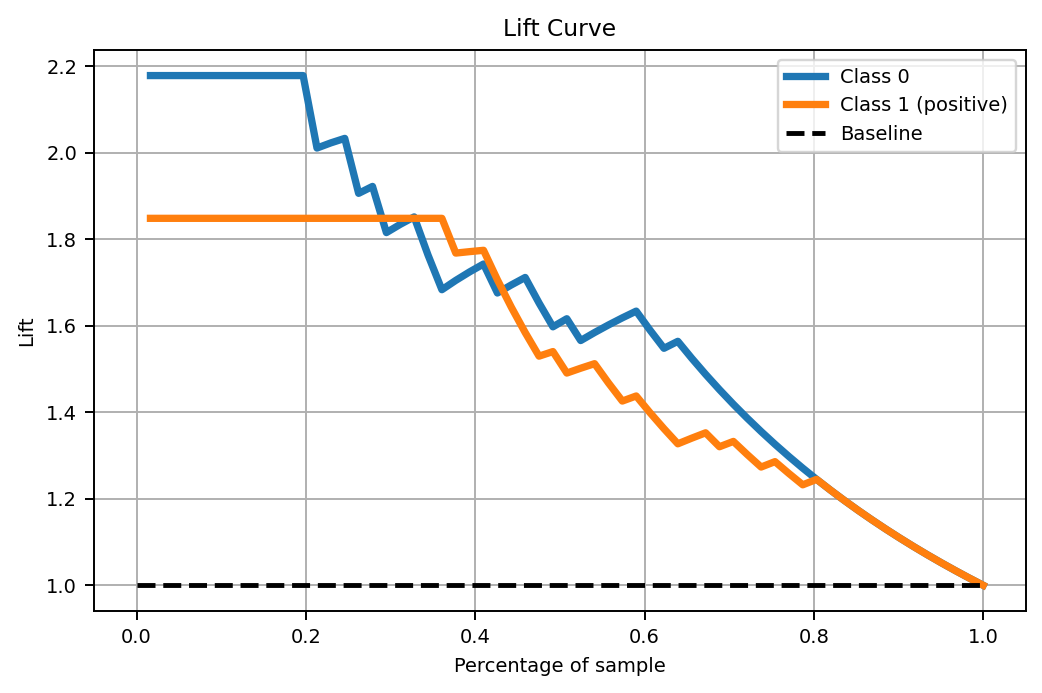 Lift Curve
2.2
2.0
1.8
1.6
1.4
1.2
1.0
Lift
Class 0
Class 1 (positive)
Baseline
0.0 0.2 0.4 0.6 0.8 1.0
Percentage of sample